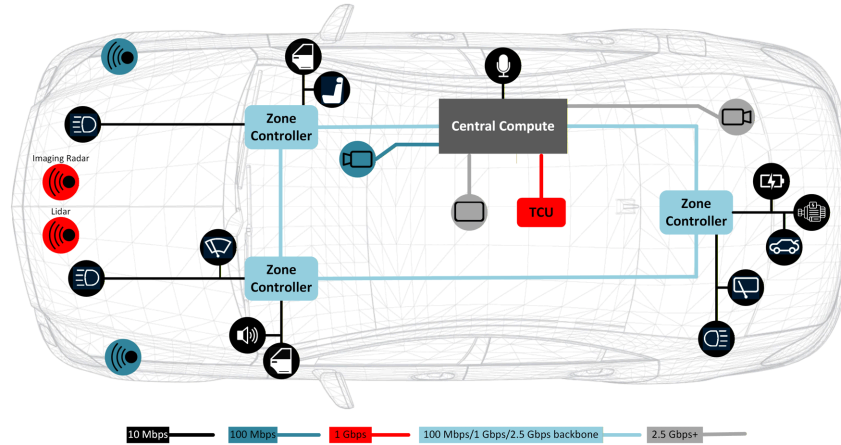 Zone
Controller
Central Compute
Imaging Radar
Lidar
TCU
Zone
Controller
Zone
Controller
10 Mbps
100 Mbps
1 Gbps
100 Mbps/1 Gbps/2.5 Gbps backbone
2.5 Gbps+